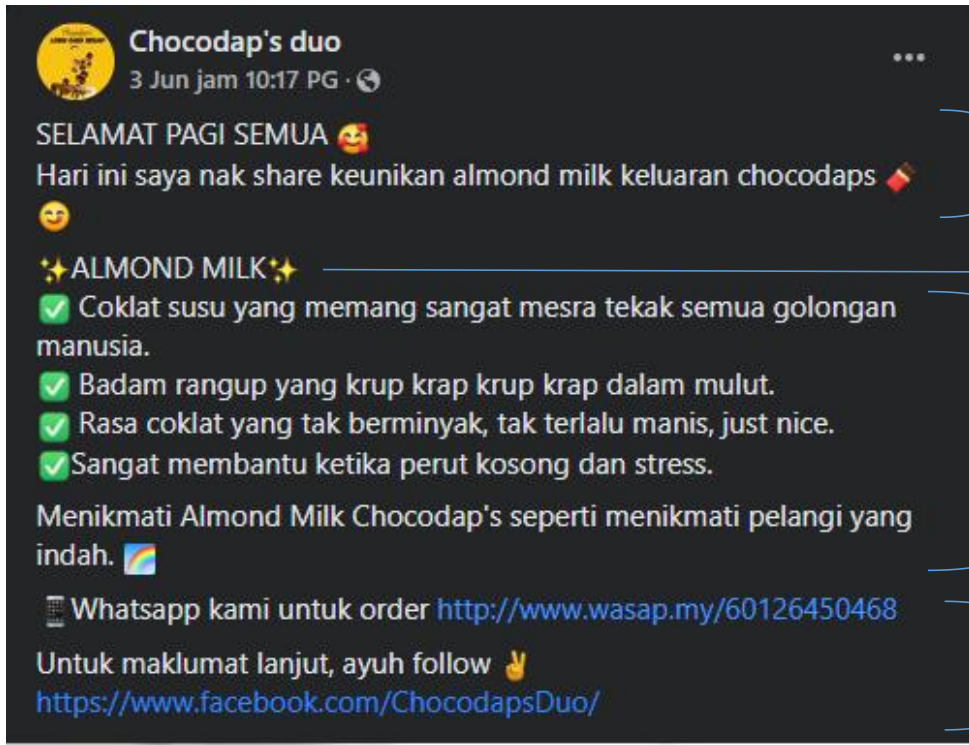 Chocodap's duo
3 Jun jam 10:17 PG ·
SELAMAT PAGI SEMUA 🥰
Hari ini saya nak share keunikan almond milk keluaran chocodaps 🍫
😊
✨ALMOND MILK✨
✅ Coklat susu yang memang sangat mesra tekak semua golongan
manusia.
✅ Badam rangup yang krup krap krup krap dalam mulut.
✅ Rasa coklat yang tak berminyak, tak terlalu manis, just nice.
✅Sangat membantu ketika perut kosong dan stress.
Menikmati Almond Milk Chocodap's seperti menikmati pelangi yang
indah. 🌈
📱Whatsapp kami untuk order http://www.wasap.my/60126450468
Untuk maklumat lanjut, ayuh follow ✌
https://www.facebook.com/ChocodapsDuo/